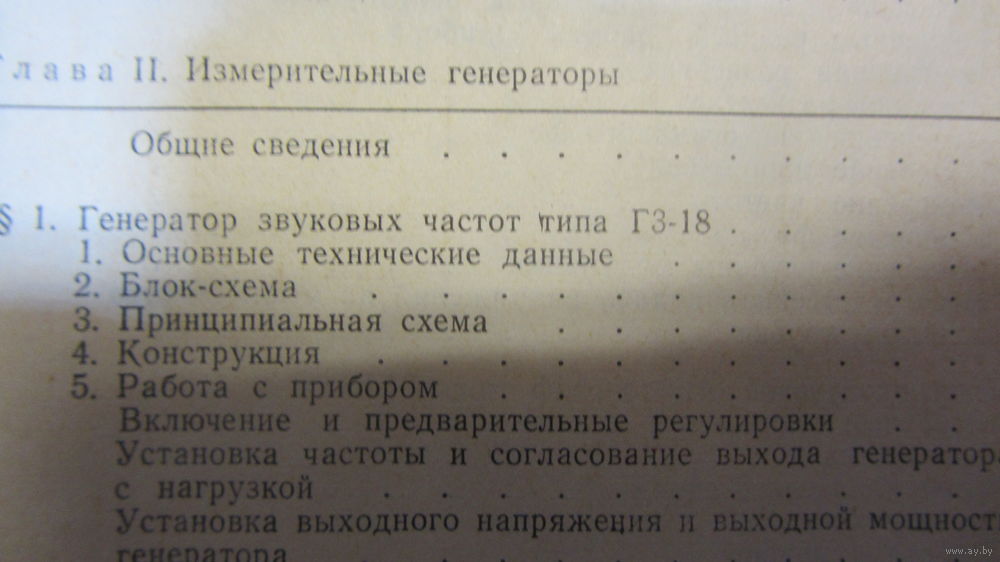 Глава II. Измерительные генераторы
Общие сведения . . . . . . . . . .
§ 1. Генератор звуковых частот типа ГЗ-18 . . . . .
1. Основные технические данные . . . . . .
2. Блок-схема . . . . . . . . . . .
3. Принципиальная схема . . . . . . . .
4. Конструкция . . . . . . . . . . .
5. Работа с прибором . . . . . . . . .
Включение и предварительные регулировки . .
Установка частоты и согласование выхода генератора
с нагрузкой . . . . . . . . . . .
Установка выходного напряжения и выходной мощност
генератора . . . . . . . . . .
www.ay.by